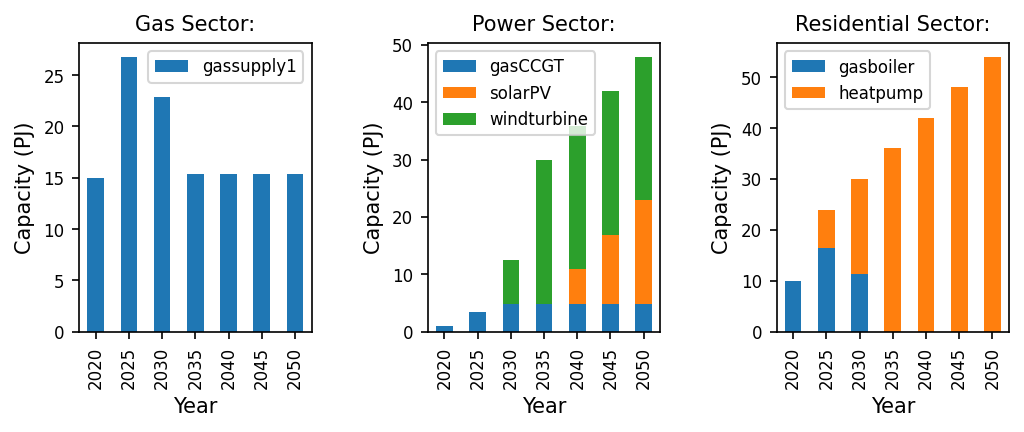 Gas Sector:
Capacity (PJ)
25
20
15
10
5
0
gassupply1
2020 2025 2030 2035 2040 2045 2050
Year
Power Sector:
Capacity (PJ)
50
40
30
20
10
0
gasCCGT
solarPV
windturbine
2020 2025 2030 2035 2040 2045 2050
Year
Residential Sector:
Capacity (PJ)
50
40
30
20
10
0
gasboiler
heatpump
2020 2025 2030 2035 2040 2045 2050
Year